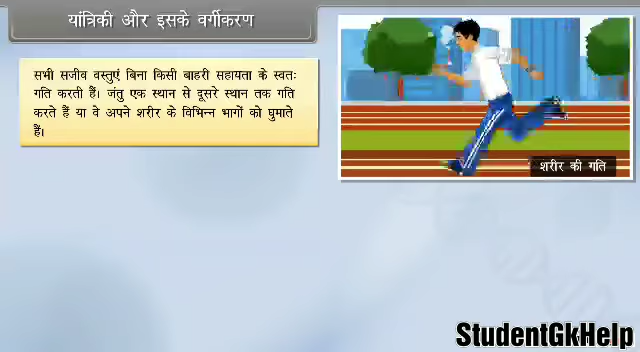 यांत्रिकी और इसके वर्गीकरण
सभी सजीव वस्तुएं बिना किसी बाहरी सहायता के स्वतः
गति करती हैं। जंतु एक स्थान से दूसरे स्थान तक गति
करते हैं या वे अपने शरीर के विभिन्न भागों को घुमाते
हैं।
शरीर की गति
StudentGkHelp